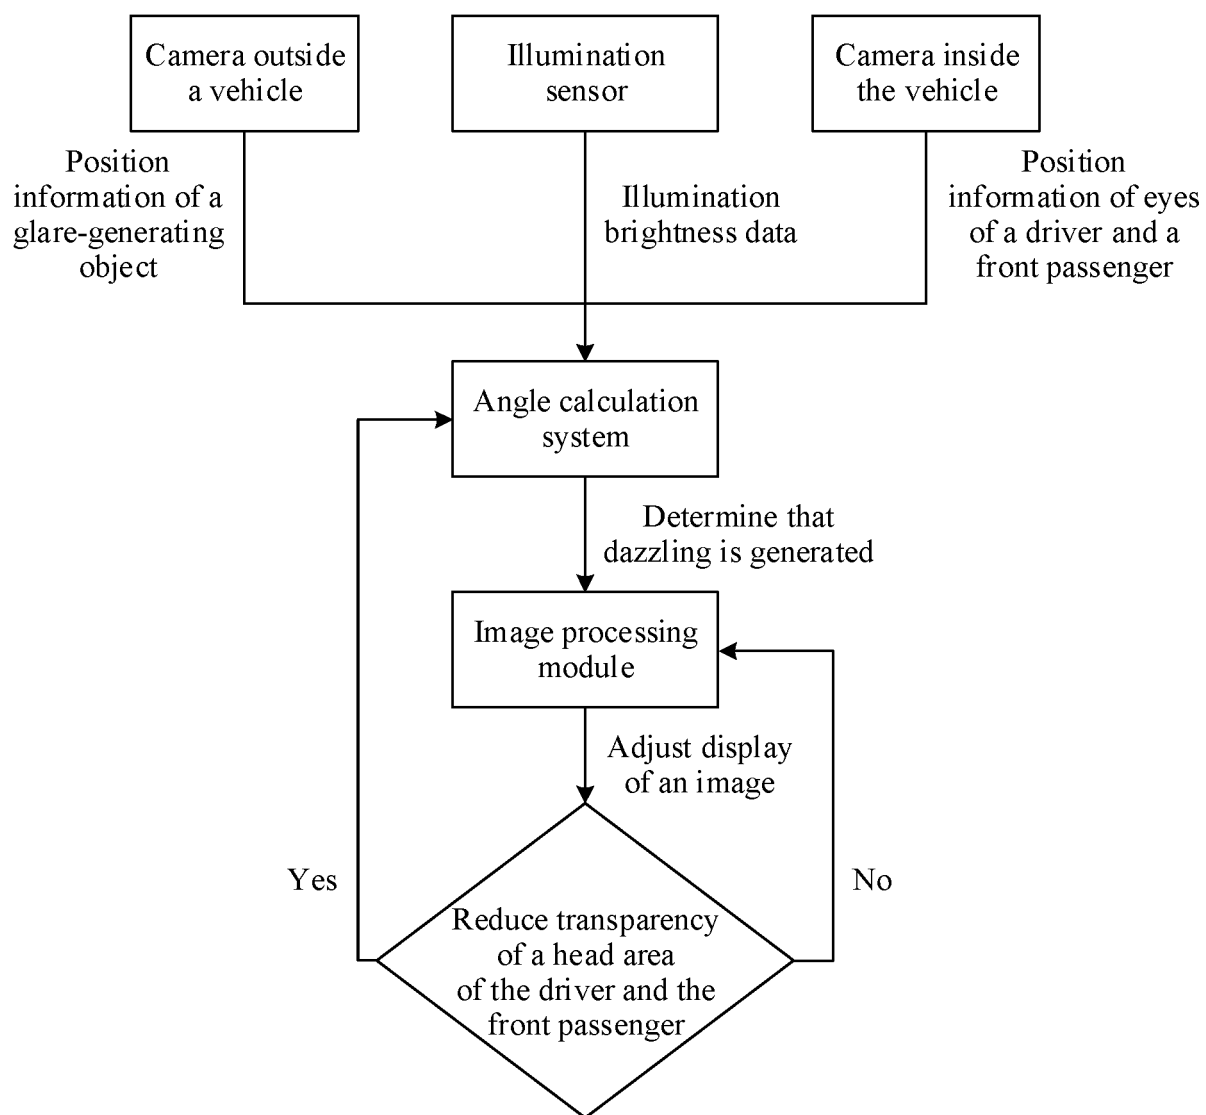 Camera outside
a vehicle
Illumination
sensor
Camera inside
the vehicle
Position
information of a
glare-generating
object
Illumination
brightness data
Position
information of eyes
of a driver and a
front passenger
Angle calculation
system
Determine that
dazzling is generated
Image processing
module
Adjust display
of an image
Yes
No
Reduce transparency
of a head area
of the driver and the
front passenger